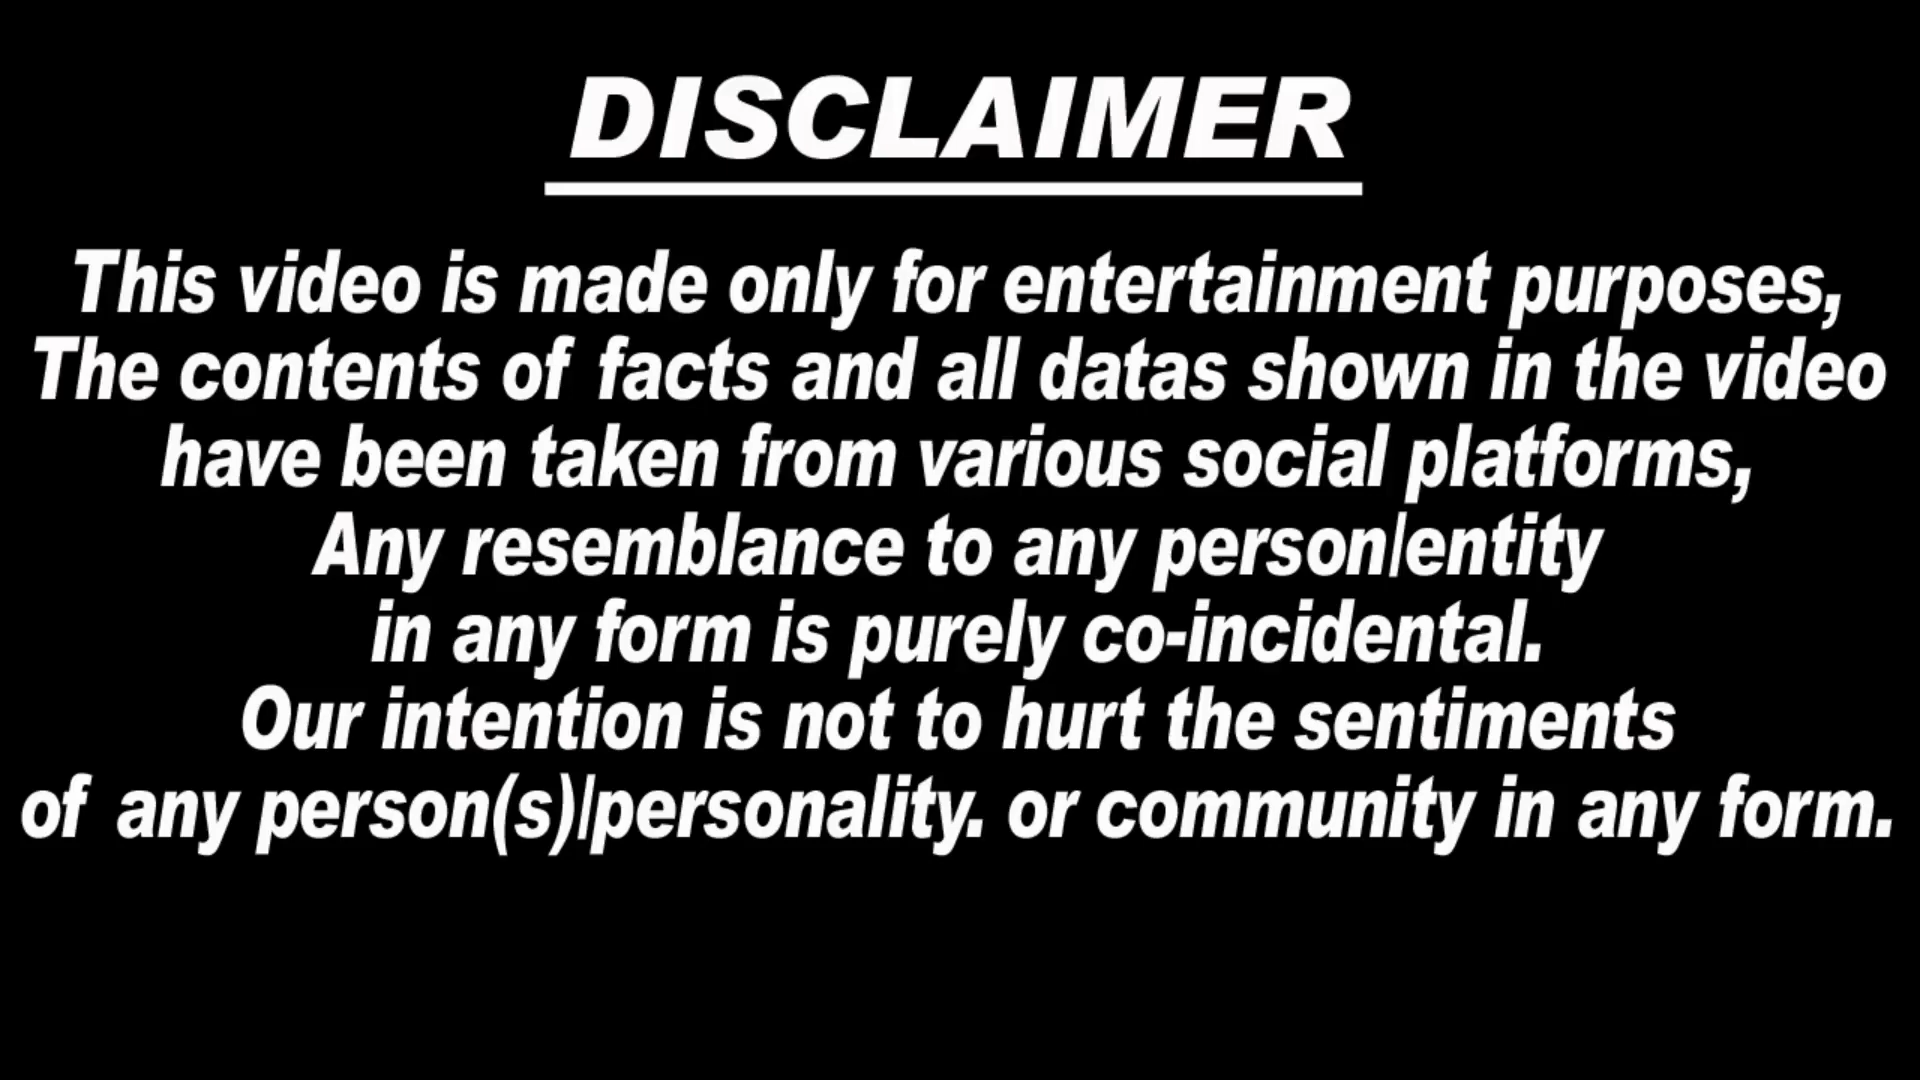 DISCLAIMER
This video is made only for entertainment purposes,
The contents of facts and all datas shown in the video
have been taken from various social platforms,
Any resemblance to any person/entity
in any form is purely co-incidental.
Our intention is not to hurt the sentiments
of any person(s)/personality. or community in any form.